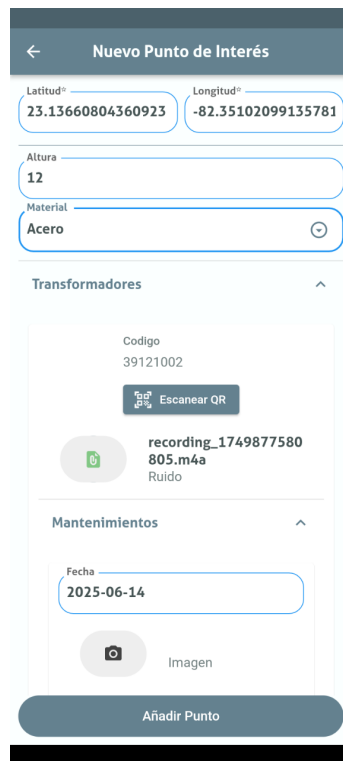 Nuevo Punto de Interés
Latitud*
Longitud*
23.13660804360923
-82.35102099135781
Altura
12
Material
Acero
Transformadores
Codigo
39121002
Escanear QR
recording_1749877580
805.m4a
Ruido
Mantenimientos
Fecha
2025-06-14
Imagen
Añadir Punto